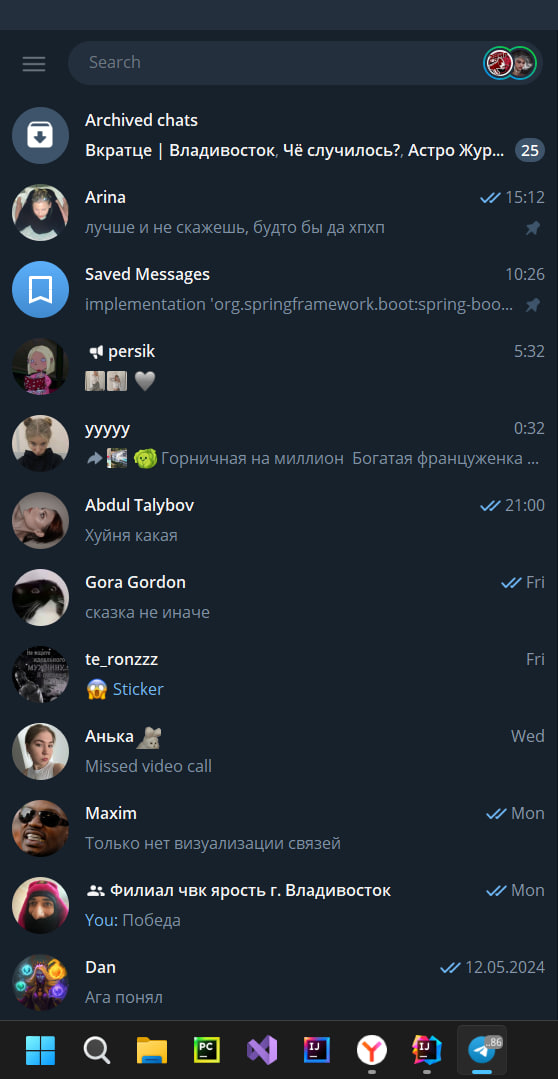 Search
Archived chats
Вкратце | Владивосток, Чё случилось?, Астро Жур... 25
Arina 15:12
лучше и не скажешь, будто бы да хпхп
Saved Messages 10:26
implementation 'org.springframework.boot:spring-boo...
persik 5:32
yyyyy 0:32
Горничная на миллион Богатая француженка ...
Abdul Talybov 21:00
Хуйня какая
Gora Gordon Fri
сказка не иначе
te_ronzzz Fri
Sticker
Анька Wed
Missed video call
Maxim Mon
Только нет визуализации связей
Филиал чвк ярость г. Владивосток Mon
You: Победа
Dan 12.05.2024
Ага понял
PC IJ Y IJ ..86